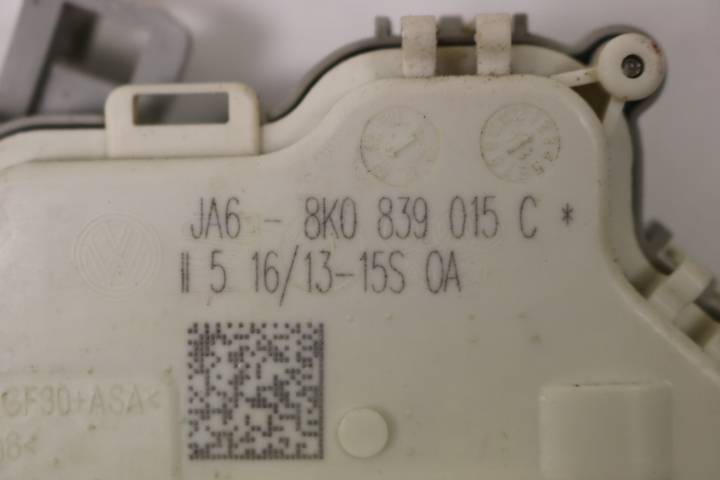 JA6 - 8K0 839 015 C *
II 5 16/13-15S 0A
GF30+ASA<